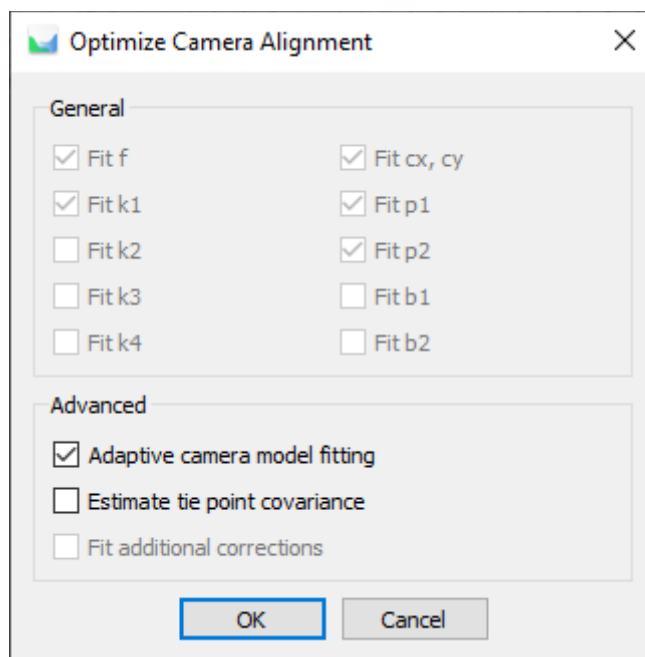 Optimize Camera Alignment
General
Fit f
Fit cx, cy
Fit k1
Fit p1
Fit k2
Fit p2
Fit k3
Fit b1
Fit k4
Fit b2
Advanced
Adaptive camera model fitting
Estimate tie point covariance
Fit additional corrections
OK
Cancel